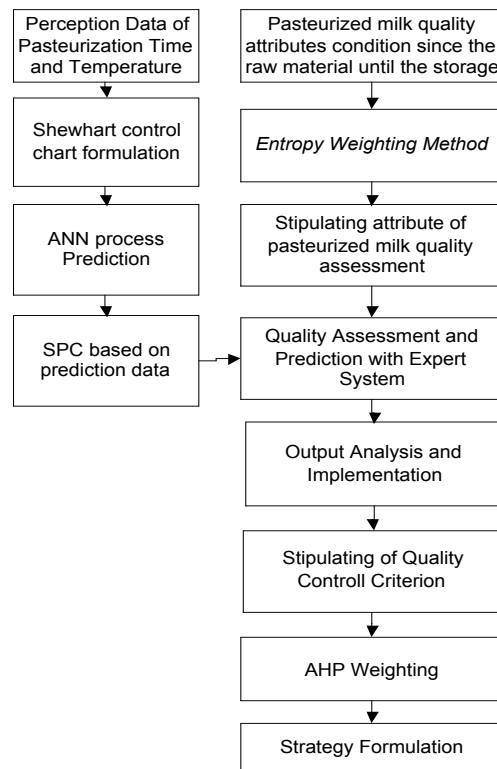 Perception Data of
Pasteurization Time
and Temperature
Shewhart control
chart formulation
ANN process
Prediction
SPC based on
prediction data
Pasteurized milk quality
attributes condition since the
raw material until the storage
Entropy Weighting Method
Stipulating attribute of
pasteurized milk quality
assessment
Quality Assessment and
Prediction with Expert
System
Output Analysis and
Implementation
Stipulating of Quality
Controll Criterion
AHP Weighting
Strategy Formulation